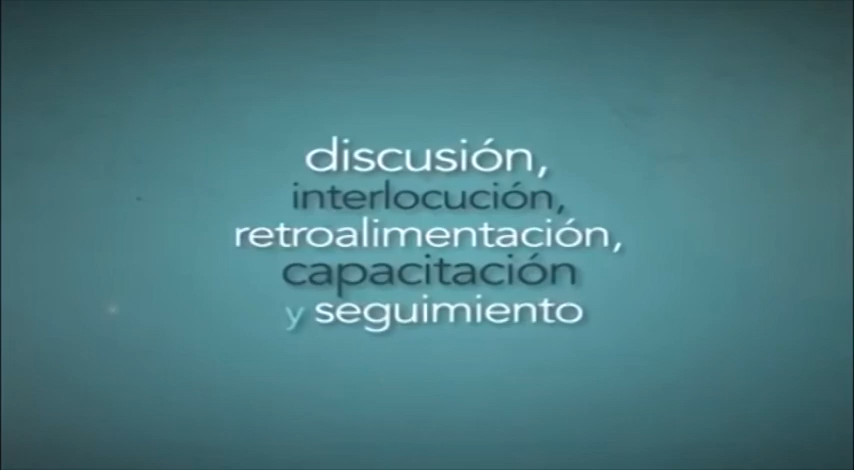 discusión,
interlocución,
retroalimentación,
capacitación
y seguimiento